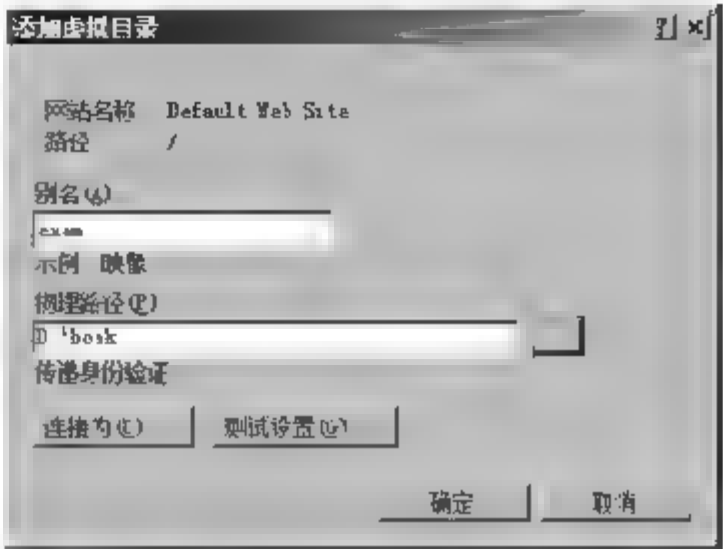 添加虚拟目录
网站名称 Default Web Site
路径 /
别名(A)
exam
示例 映像
物理路径(P)
D \book
传递身份验证
连接为(C) 测试设置(G)
确定 取消